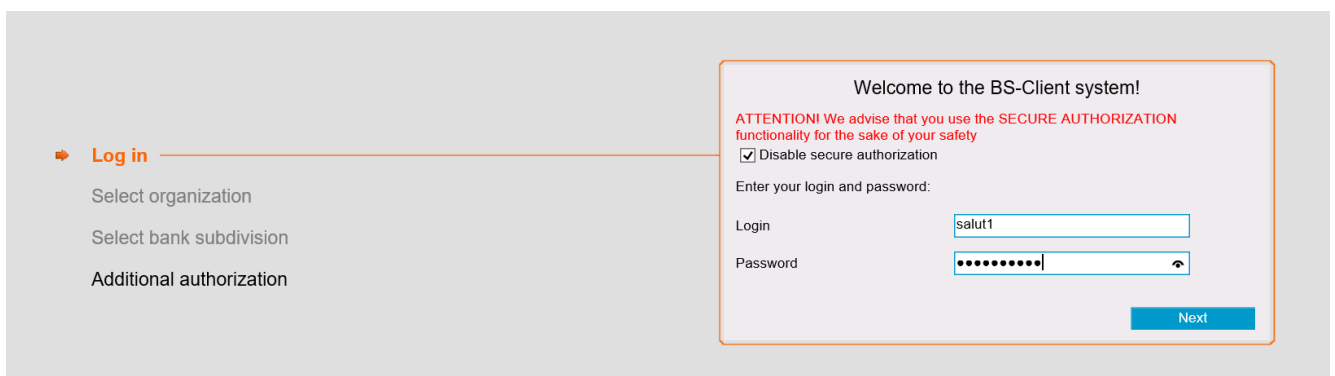 Log in
Select organization
Select bank subdivision
Additional authorization
Welcome to the BS-Client system!
ATTENTION! We advise that you use the SECURE AUTHORIZATION
functionality for the sake of your safety
Disable secure authorization
Enter your login and password:
Login salut1
Password ••••••••••
Next